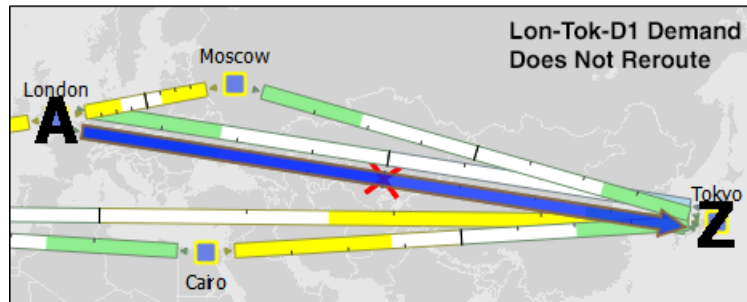 Lon-Tok-D1 Demand
Does Not Reroute
Moscow
London
A
Tokyo
Z
Cairo